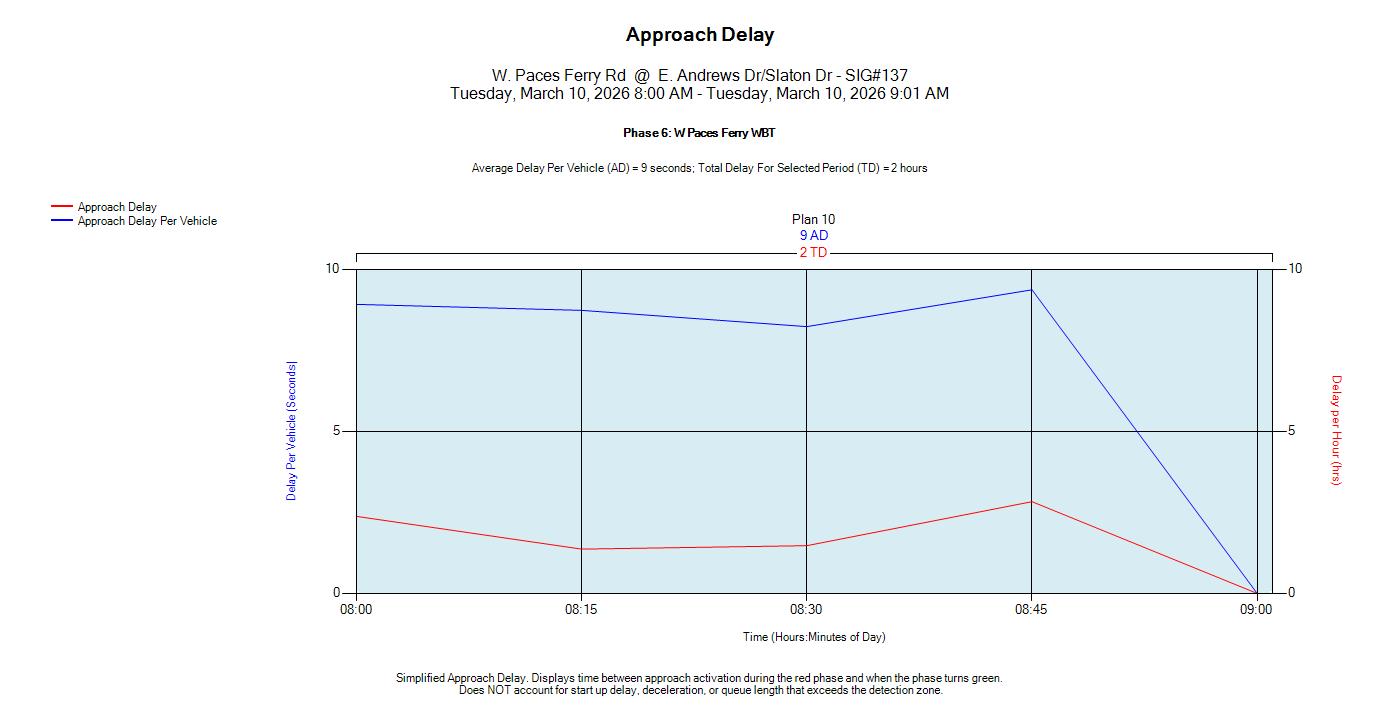 Approach Delay
W. Paces Ferry Rd @ E. Andrews Dr/Slaton Dr - SIG#137
Tuesday, March 10, 2026 8:00 AM - Tuesday, March 10, 2026 9:01 AM
Phase 6: W Paces Ferry WBT
Average Delay Per Vehicle (AD) = 9 seconds; Total Delay For Selected Period (TD) = 2 hours
Approach Delay
Approach Delay Per Vehicle
Plan 10
9 AD
2 TD
10
5
0
Delay Per Vehicle (Seconds)
10
5
0
Delay per Hour (hrs)
08:00 08:15 08:30 08:45 09:00
Time (Hours:Minutes of Day)
Simplified Approach Delay. Displays time between approach activation during the red phase and when the phase turns green.
Does NOT account for start up delay, deceleration, or queue length that exceeds the detection zone.